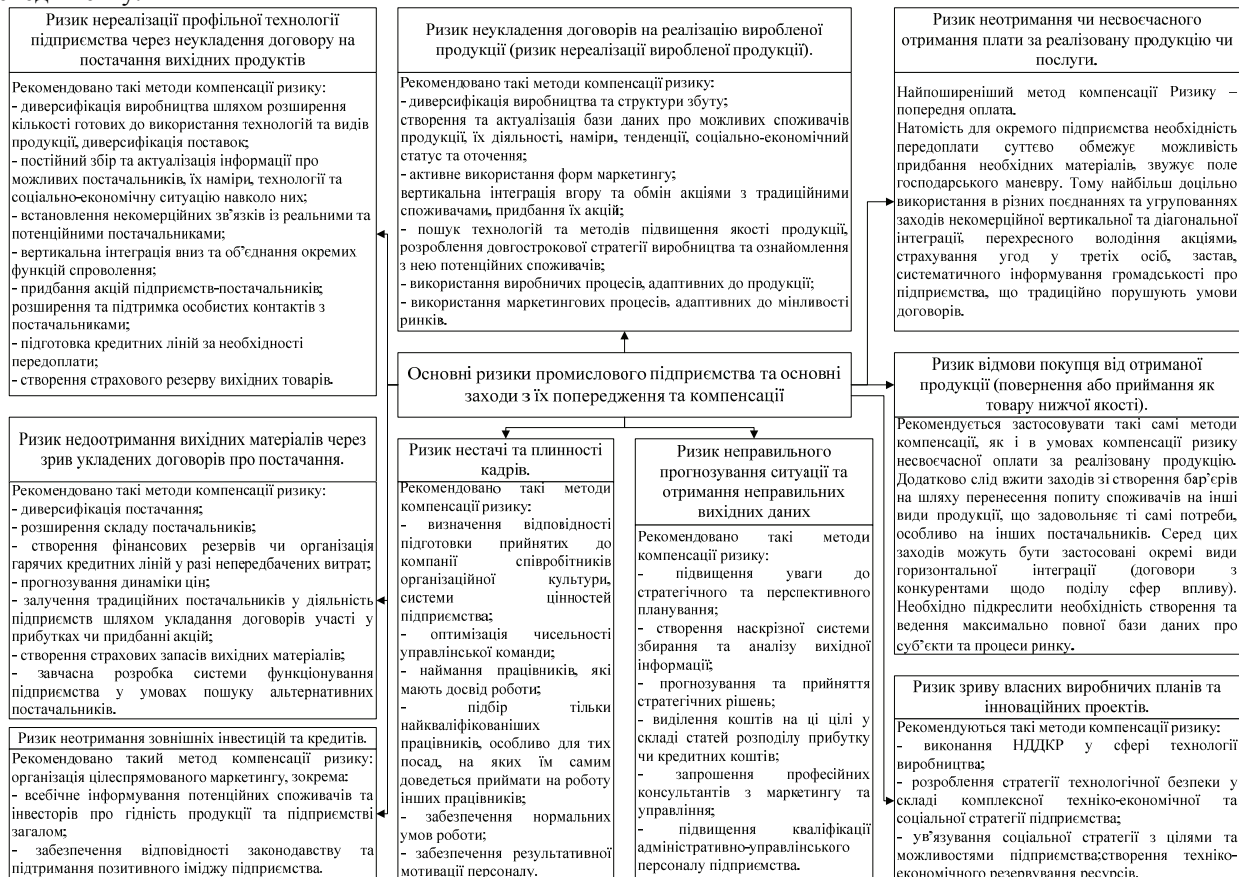 Ризик нереалізації профільної технології
підприємства через неукладення договору на
постачання вихідних продуктів
Рекомендовано такі методи компенсації ризику:
- диверсифікація виробництва шляхом розширення
кількості готових до використання технологій та видів
продукції, диверсифікація поставок;
- постійний збір та актуалізація інформації про
можливих постачальників, їх наміри, технології та
соціально-економічну ситуацію навколо них;
- встановлення некомерційних зв’язків із реальними та
потенційними постачальниками;
- вертикальна інтеграція вниз та об’єднання окремих
функцій спроволення;
- придбання акцій підприємств-постачальників;
розширення та підтримка особистих контактів з
постачальниками;
- підготовка кредитних ліній за необхідності
передоплати;
- створення страхового резерву вихідних товарів.
Ризик недоотримання вихідних матеріалів через
зрив укладених договорів про постачання.
Рекомендовано такі методи компенсації ризику:
- диверсифікація постачання;
- розширення складу постачальників;
- створення фінансових резервів чи організація
гарячих кредитних ліній у разі непередбачених витрат;
- прогнозування динаміки цін;
- залучення традиційних постачальників у діяльність
підприємств шляхом укладання договорів участі у
прибутках чи придбанні акцій;
- створення страхових запасів вихідних матеріалів;
- завчасна розробка системи функціонування
підприємства у умовах пошуку альтернативних
постачальників.
Ризик неотримання зовнішніх інвестицій та кредитів.
Рекомендовано такий метод компенсації ризику:
організація цілеспрямованого маркетингу, зокрема:
- всебічне інформування потенційних споживачів та
інвесторів про гідність продукції та підприємстві
загалом;
- забезпечення відповідності законодавству та
підтримання позитивного іміджу підприємства.
Ризик неукладення договорів на реалізацію виробленої
продукції (ризик нереалізації виробленої продукції).
Рекомендовано такі методи компенсації ризику:
- диверсифікація виробництва та структури збуту;
створення та актуалізація бази даних про можливих споживачів
продукції, їх діяльності, наміри, тенденції, соціально-економічний
статус та оточення;
- активне використання форм маркетингу;
вертикальна інтеграція вгору та обмін акціями з традиційними
споживачами, придбання їх акцій;
- пошук технологій та методів підвищення якості продукції,
розроблення довгострокової стратегії виробництва та ознайомлення
з нею потенційних споживачів;
- використання виробничих процесів, адаптивних до продукції;
- використання маркетингових процесів, адаптивних до мінливості
ринків.
Основні ризики промислового підприємства та основні
заходи з їх попередження та компенсації
Ризик нестачі та плинності
кадрів.
Рекомендовано такі методи
компенсації ризику:
- визначення відповідності
підготовки прийнятих до
компанії співробітників
організаційної культури,
системи цінностей
підприємства;
- оптимізація чисельності
управлінської команди;
- наймання працівників, які
мають досвід роботи;
- підбір тільки
найкваліфікованіших
працівників, особливо для тих
посад, на яких їм самим
доведеться приймати на роботу
інших працівників;
- забезпечення нормальних
умов роботи;
- забезпечення результативної
мотивації персоналу.
Ризик неправильного
прогнозування ситуації та
отримання неправильних
вихідних даних
Рекомендовано такі методи
компенсації ризику:
- підвищення уваги до
стратегічного та перспективного
планування;
- створення наскрізної системи
збирання та аналізу вихідної
інформації;
- прогнозування та прийняття
стратегічних рішень;
- виділення коштів на ці цілі у
складі статей розподілу прибутку
чи кредитних коштів;
- запрошення професійних
консультантів з маркетингу та
управління;
- підвищення кваліфікації
адміністративно-управлінського
персоналу підприємства.
Ризик неотримання чи несвоєчасного
отримання плати за реалізовану продукцію чи
послуги.
Найпоширеніший метод компенсації Ризику –
попередня оплата.
Натомість для окремого підприємства необхідність
передоплати суттєво обмежує можливість
придбання необхідних матеріалів, звужує поле
господарського маневру. Тому найбільш доцільно
використання в різних поєднаннях та угрупованнях
заходів некомерційної вертикальної та діагональної
інтеграції, перехресного володіння акціями,
страхування угод у третіх осіб, застав,
систематичного інформування громадськості про
підприємства, що традиційно порушують умови
договорів.
Ризик відмови покупця від отриманої
продукції (повернення або приймання як
товару нижчої якості).
Рекомендується застосовувати такі самі методи
компенсації, як і в умовах компенсації ризику
несвоєчасної оплати за реалізовану продукцію.
Додатково слід вжити заходів зі створення бар’єрів
на шляху перенесення попиту споживачів на інші
види продукції, що задовольняє ті самі потреби,
особливо на інших постачальників. Серед цих
заходів можуть бути застосовані окремі види
горизонтальної інтеграції (договори з
конкурентами щодо поділу сфер впливу).
Необхідно підкреслити необхідність створення та
ведення максимально повної бази даних про
суб’єкти та процеси ринку.
Ризик зриву власних виробничих планів та
інноваційних проектів.
Рекомендуються такі методи компенсації ризику:
- виконання НДДКР у сфері технології
виробництва;
- розроблення стратегії технологічної безпеки у
складі комплексної техніко-економічної та
соціальної стратегії підприємства;
- ув’язування соціальної стратегії з цілями та
можливостями підприємства;створення техніко-
економічного резервування ресурсів.